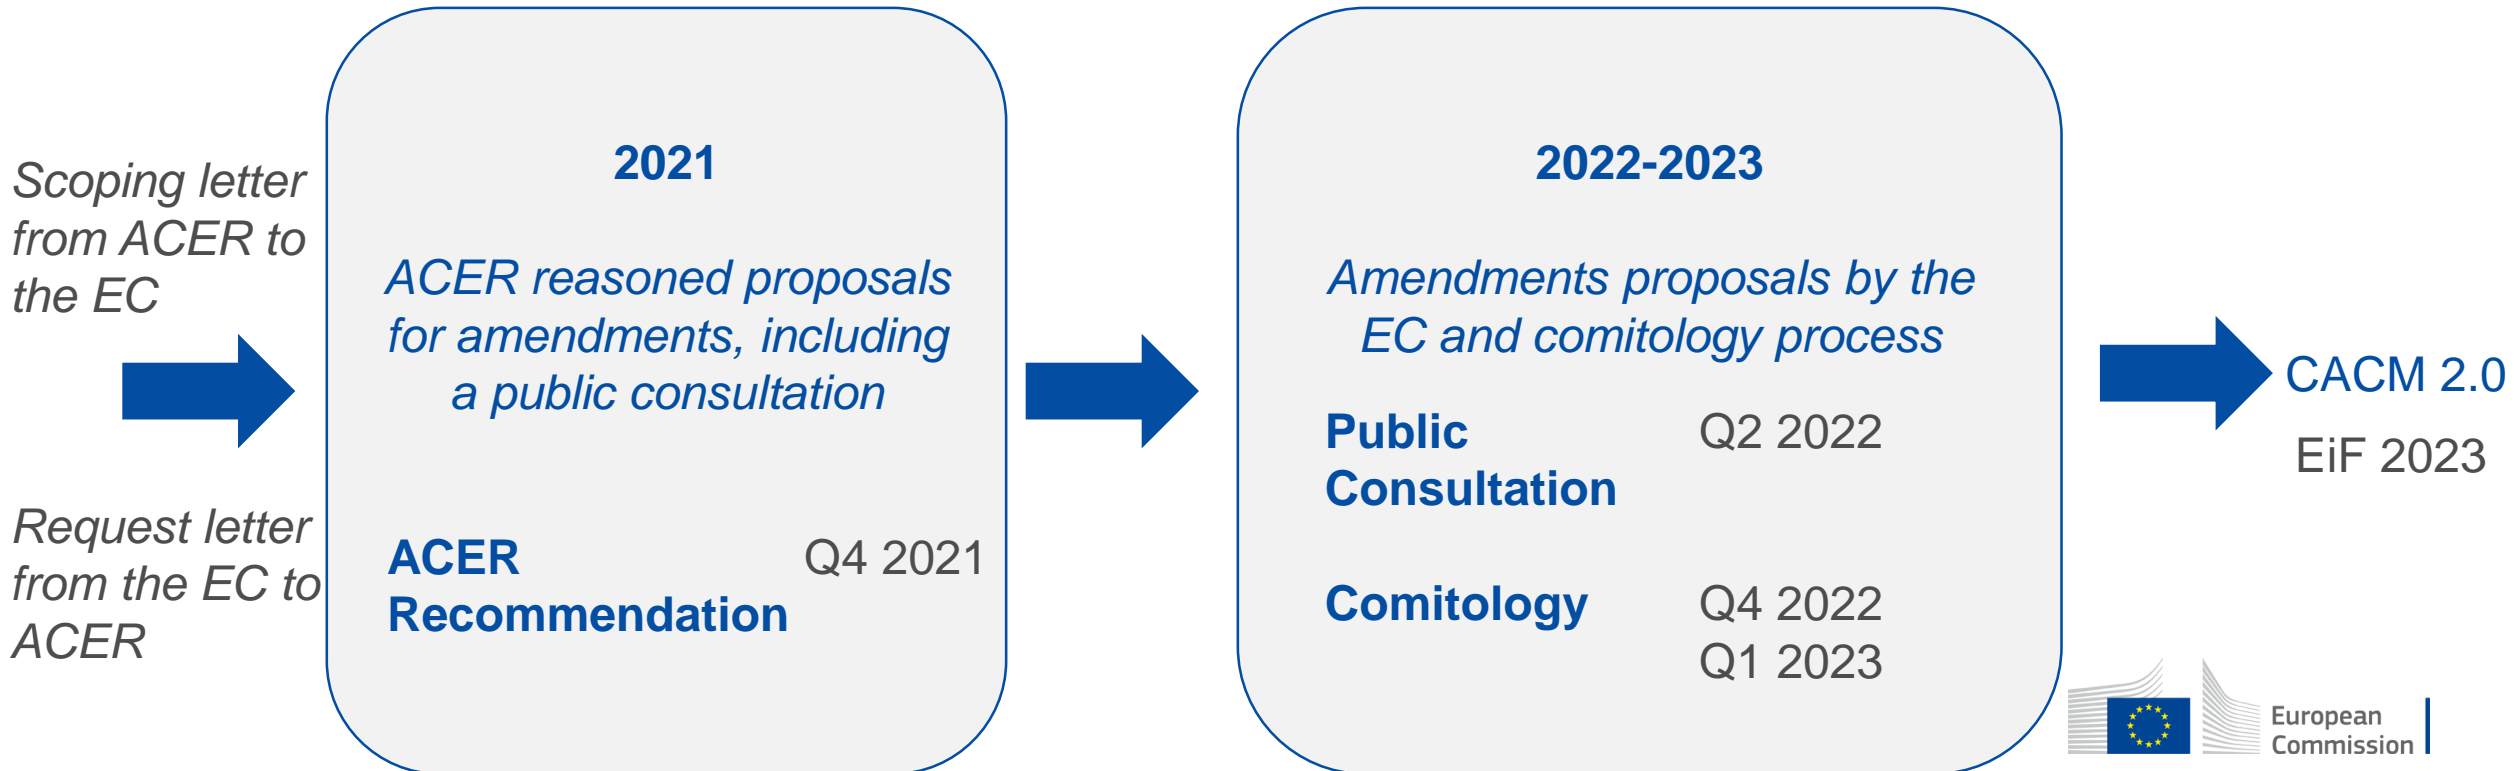 Scoping letter
from ACER to
the EC
Request letter
from the EC to
ACER
2021
ACER reasoned proposals
for amendments, including
a public consultation
ACER Q4 2021
Recommendation
2022-2023
Amendments proposals by the
EC and comitology process
Public Q2 2022
Consultation
Comitology Q4 2022
Q1 2023
CACM 2.0
EiF 2023
European
Commission